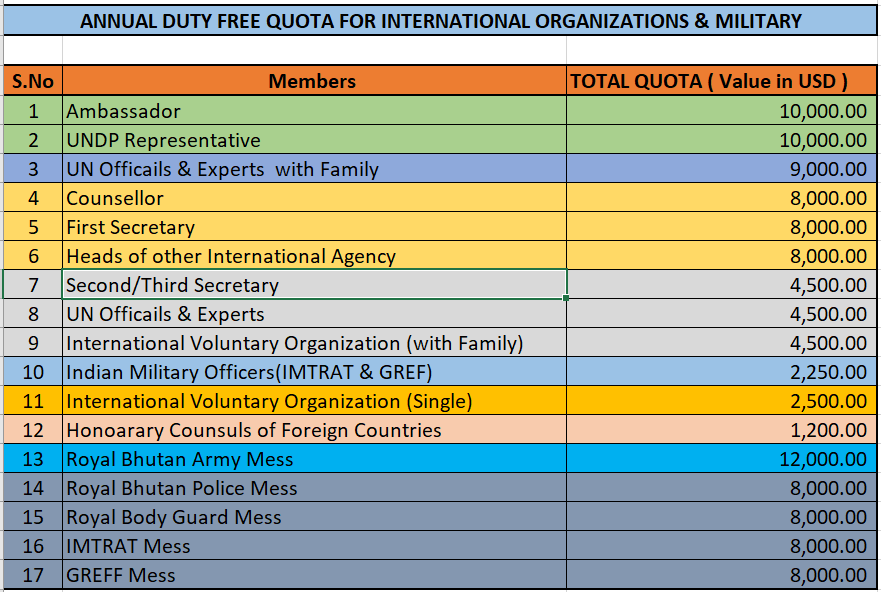 ANNUAL DUTY FREE QUOTA FOR INTERNATIONAL ORGANIZATIONS & MILITARY
S.No Members TOTAL QUOTA ( Value in USD )
1 Ambassador 10,000.00
2 UNDP Representative 10,000.00
3 UN Officails & Experts with Family 9,000.00
4 Counsellor 8,000.00
5 First Secretary 8,000.00
6 Heads of other International Agency 8,000.00
7 Second/Third Secretary 4,500.00
8 UN Officails & Experts 4,500.00
9 International Voluntary Organization (with Family) 4,500.00
10 Indian Military Officers(IMTRAT & GREF) 2,250.00
11 International Voluntary Organization (Single) 2,500.00
12 Honoarary Counsuls of Foreign Countries 1,200.00
13 Royal Bhutan Army Mess 12,000.00
14 Royal Bhutan Police Mess 8,000.00
15 Royal Body Guard Mess 8,000.00
16 IMTRAT Mess 8,000.00
17 GREFF Mess 8,000.00